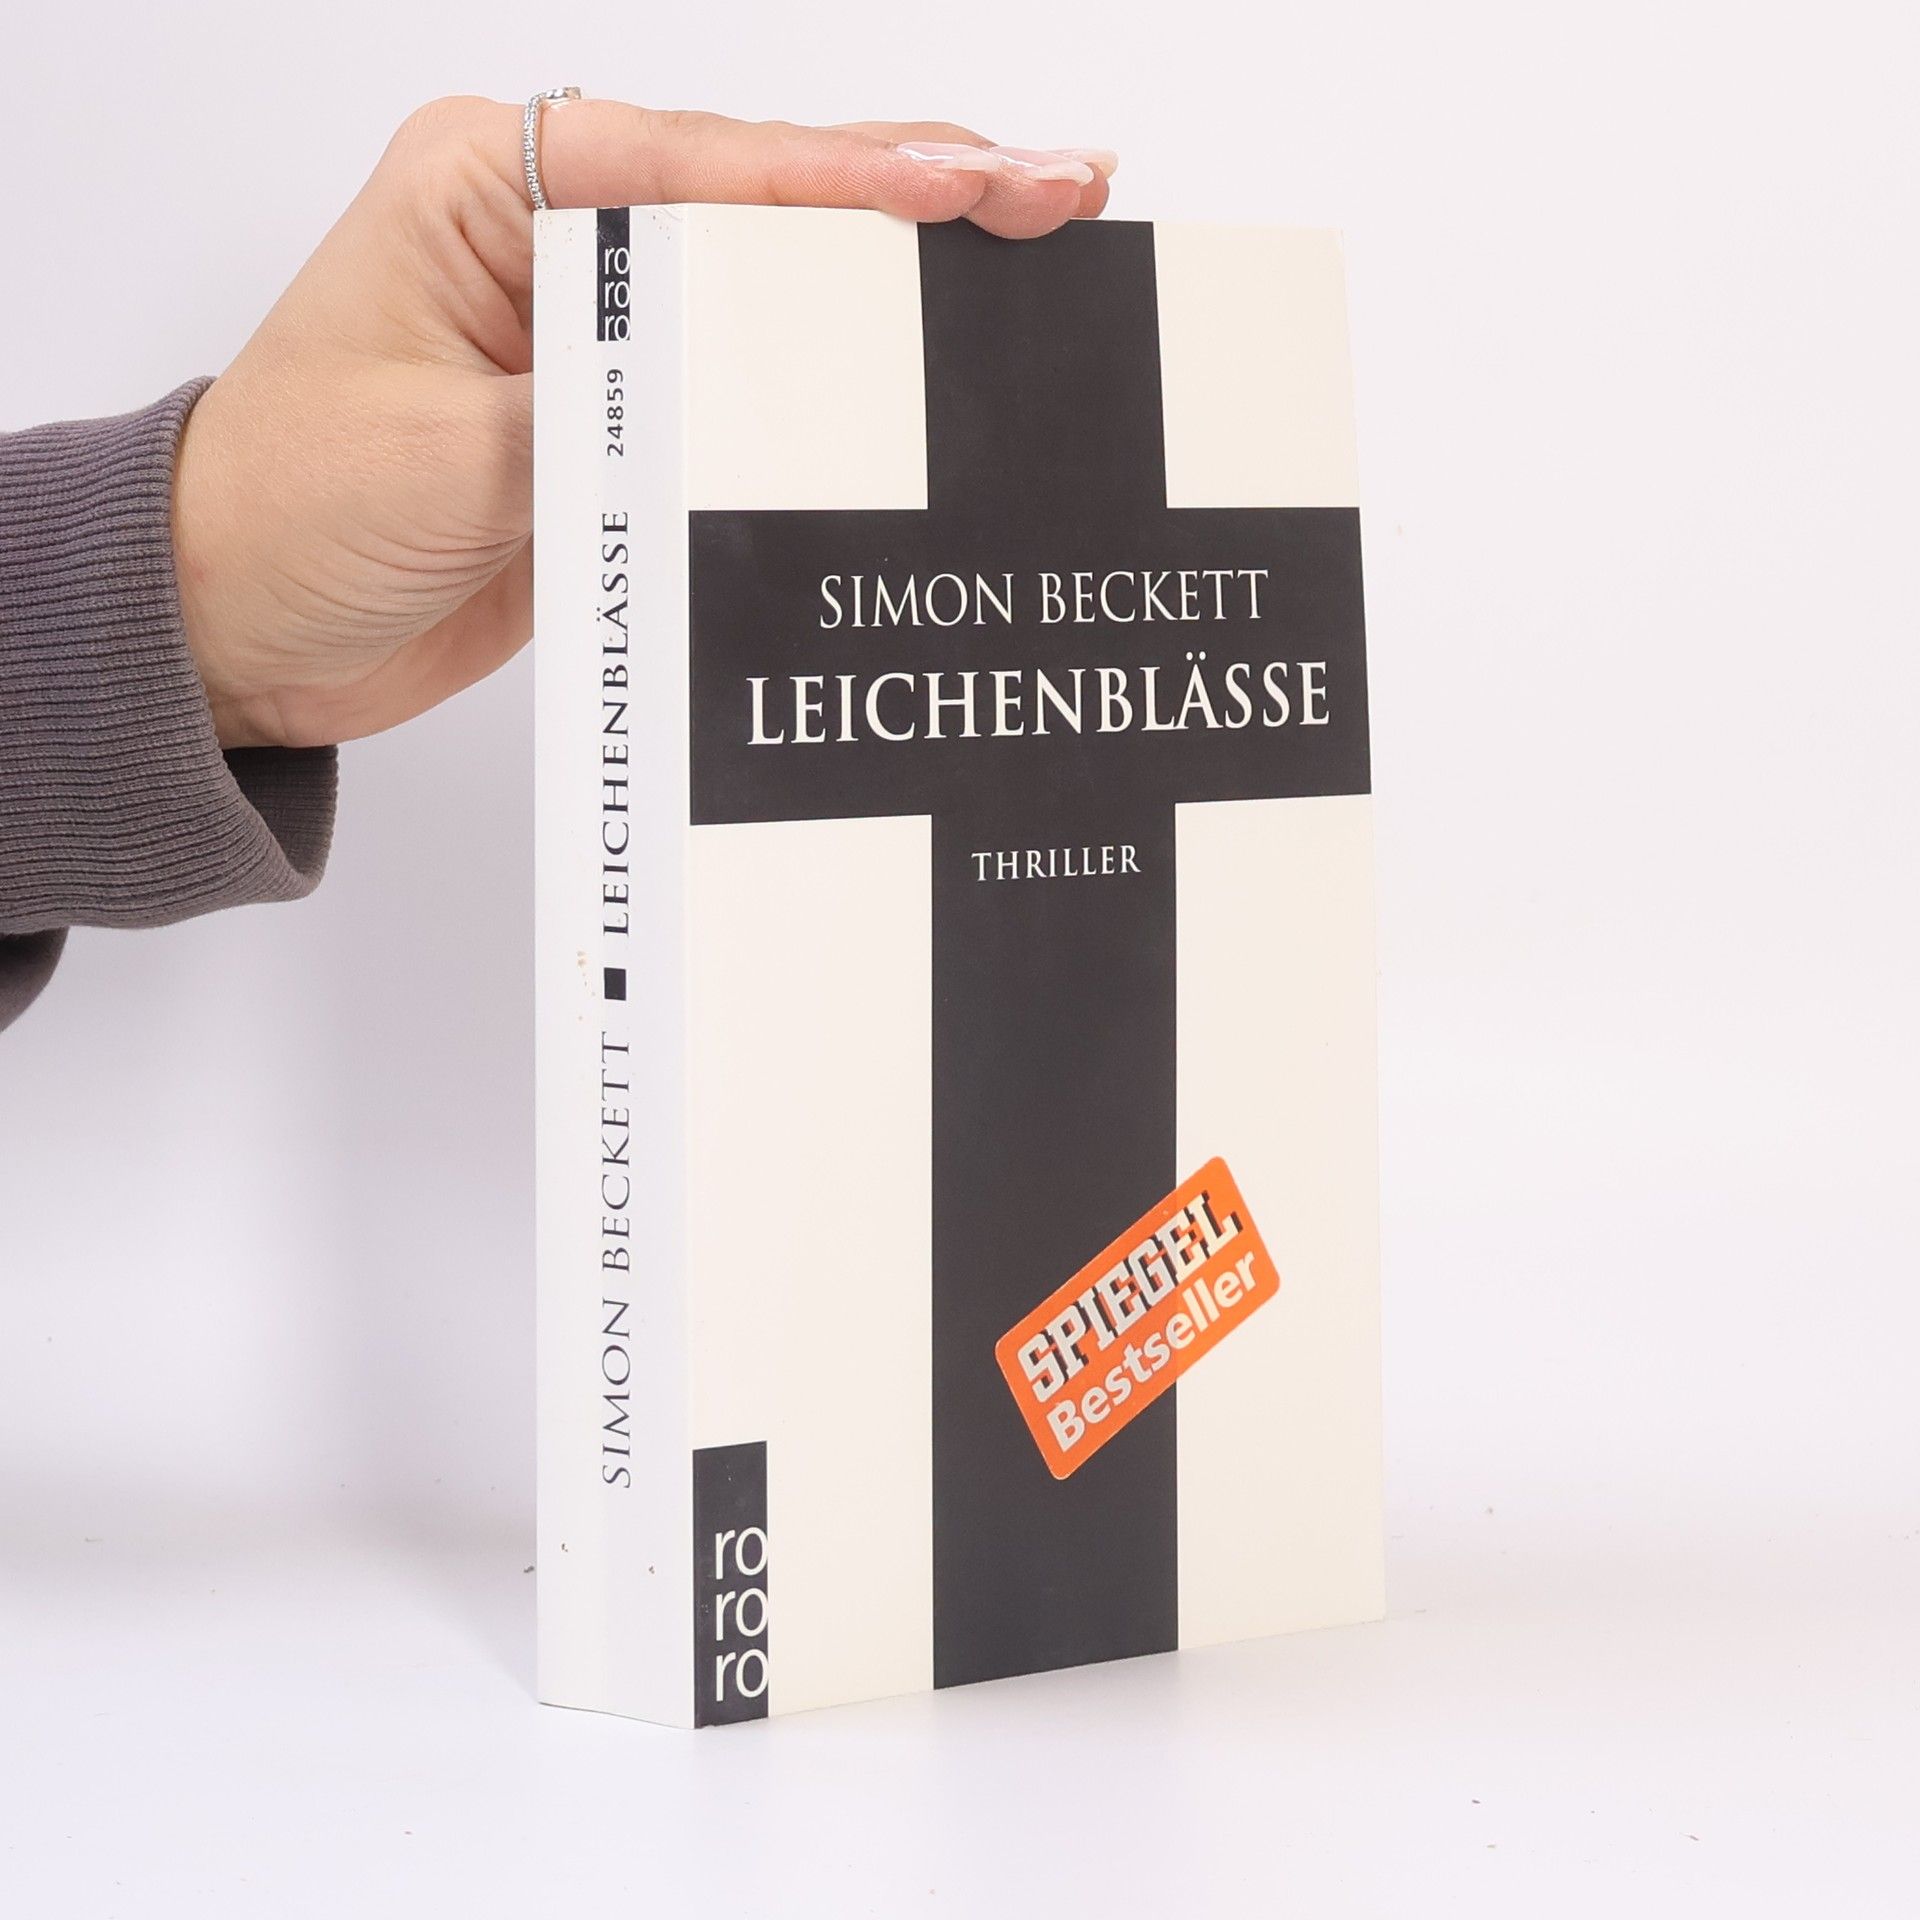 ro
ro
ro
24859
SIMON BECKETT ■ LEICHENBLÄSSE
SIMON BECKETT
LEICHENBLÄSSE
THRILLER
SPIEGEL
Bestseller
ro
ro
ro